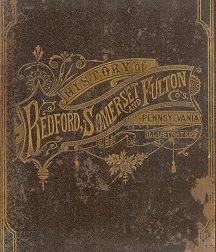 HISTORY OF
BEDFORD, SOMERSET
AND FULTON
CO'S.
PENNSYLVANIA
ILLUSTRATED